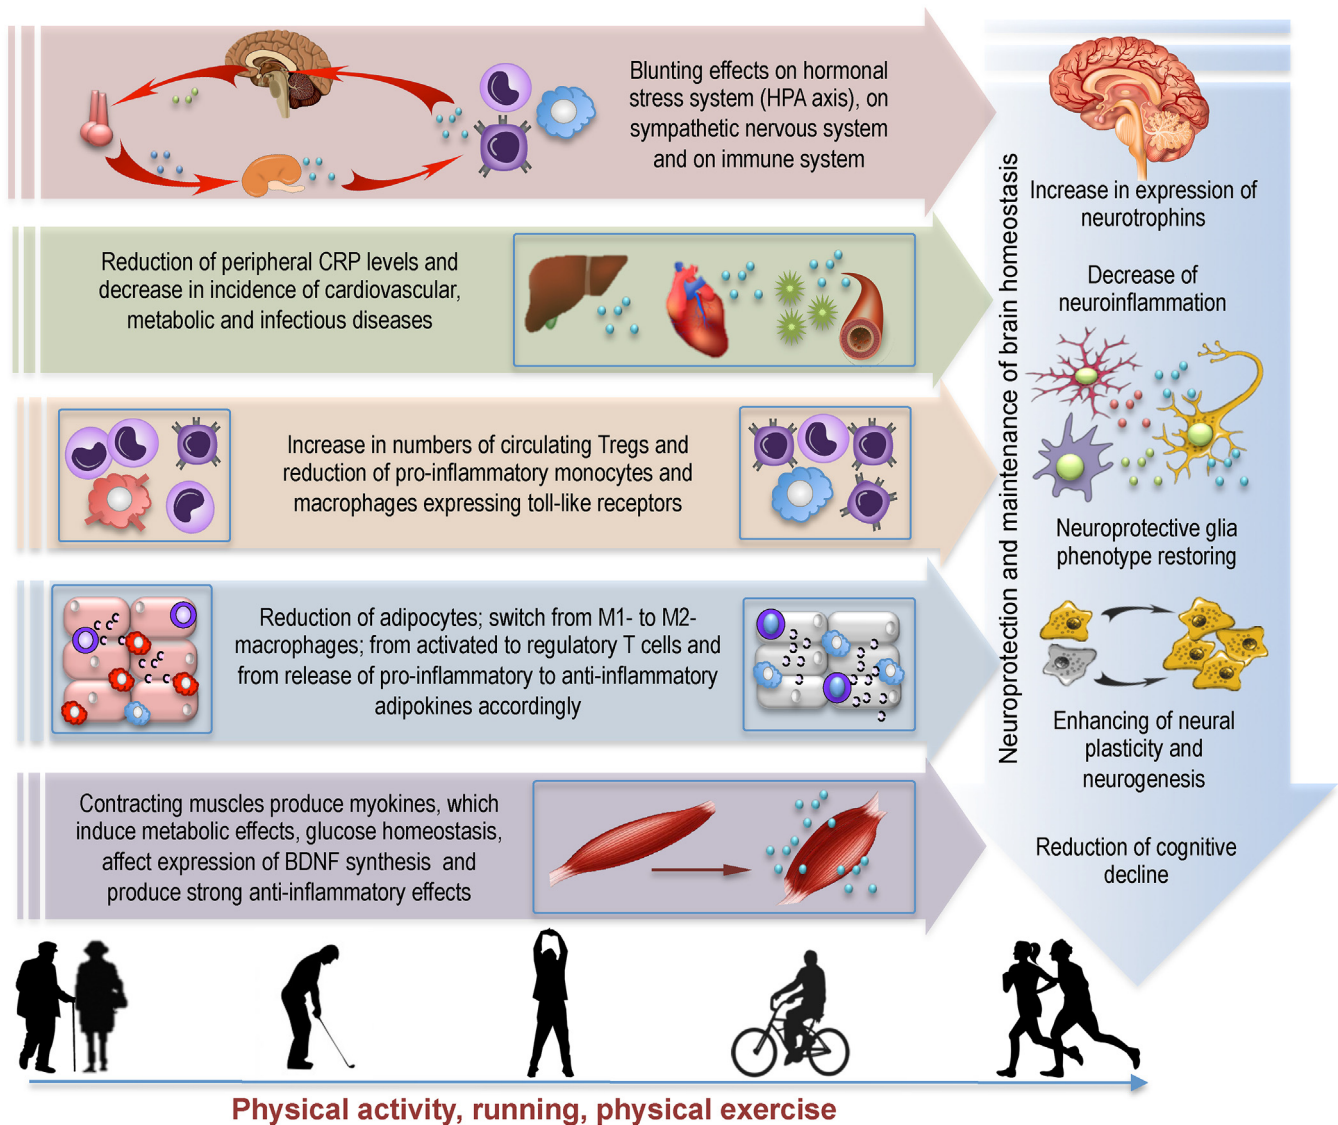 Blunting effects on hormonal
stress system (HPA axis), on
sympathetic nervous system
and on immune system
Reduction of peripheral CRP levels and
decrease in incidence of cardiovascular,
metabolic and infectious diseases
Increase in numbers of circulating Tregs and
reduction of pro-inflammatory monocytes and
macrophages expressing toll-like receptors
Reduction of adipocytes; switch from M1- to M2-
macrophages; from activated to regulatory T cells and
from release of pro-inflammatory to anti-inflammatory
adipokines accordingly
Contracting muscles produce myokines, which
induce metabolic effects, glucose homeostasis,
affect expression of BDNF synthesis and
produce strong anti-inflammatory effects
Neuroprotection and maintenance of brain homeostasis
Increase in expression of
neurotrophins
Decrease of
neuroinflammation
Neuroprotective glia
phenotype restoring
Enhancing of neural
plasticity and
neurogenesis
Reduction of cognitive
decline
Physical activity, running, physical exercise